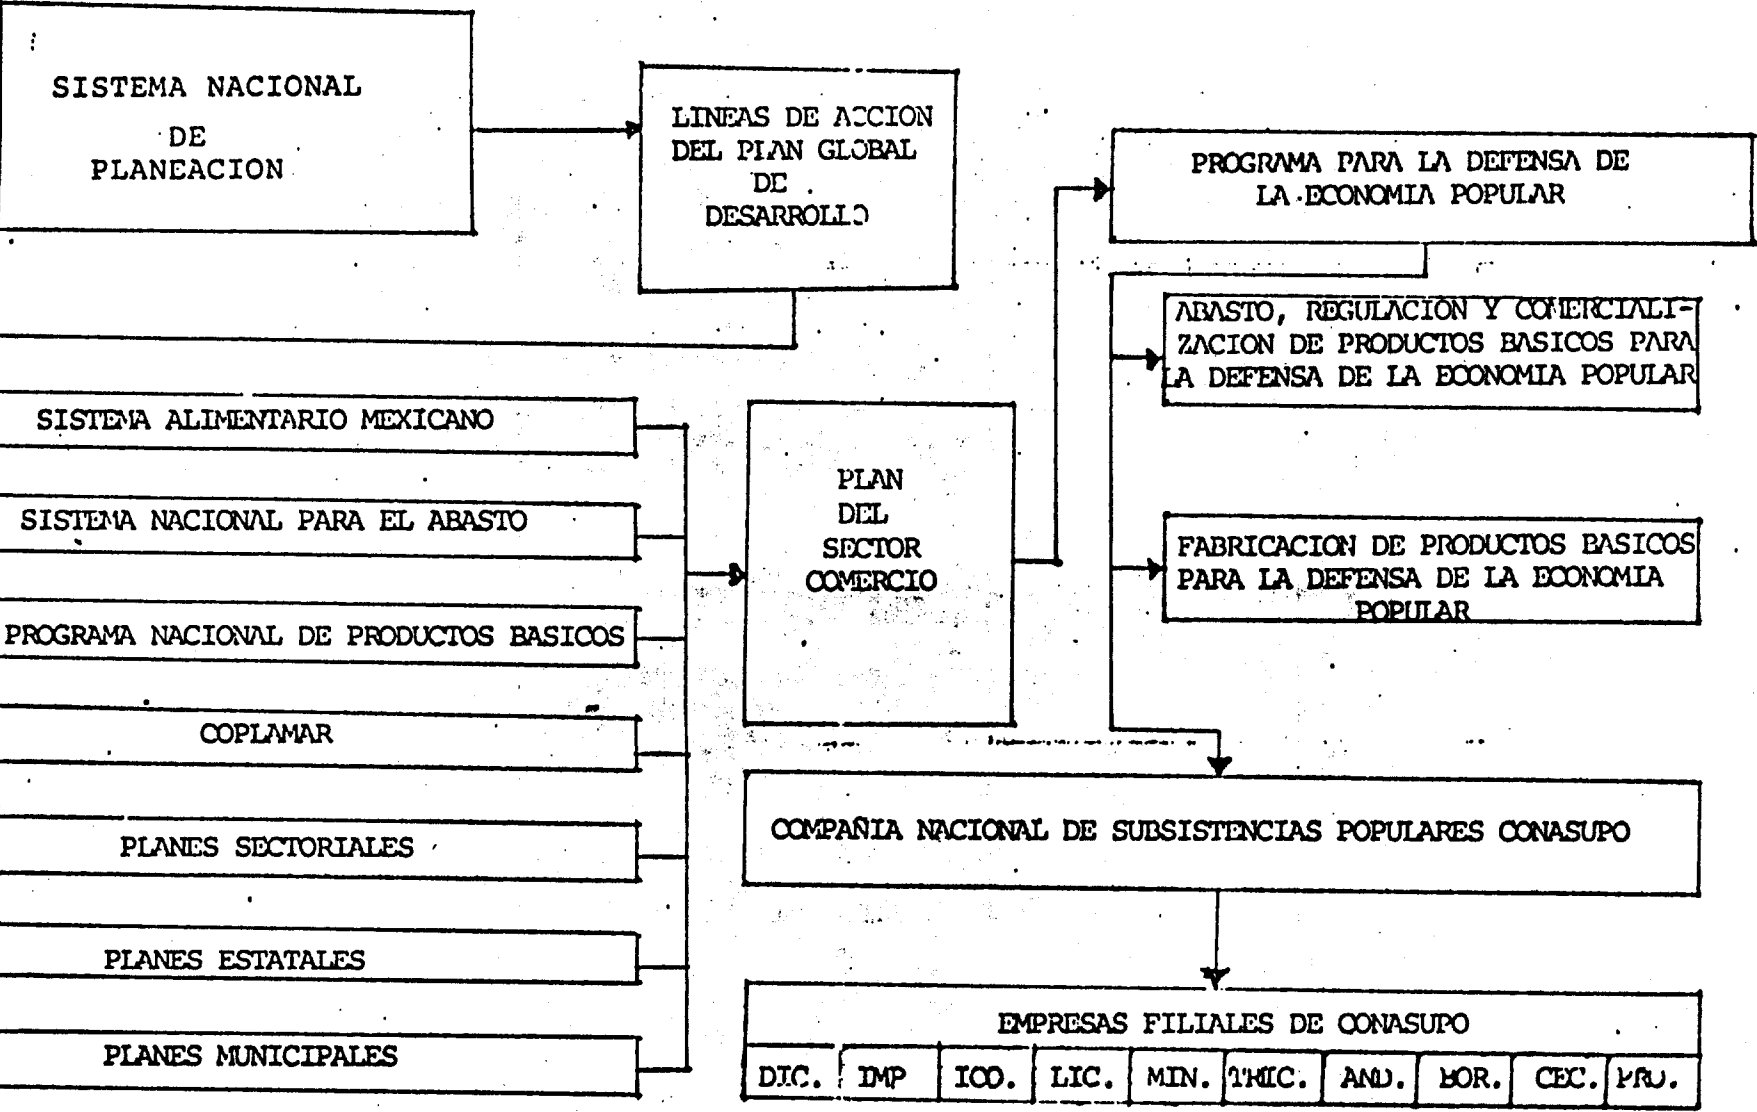 SISTEMA NACIONAL
DE
PLANEACION
LINEAS DE ACCION
DEL PLAN GLOBAL
DE
DESARROLLO
PROGRAMA PARA LA DEFENSA DE
LA ECONOMIA POPULAR
ABASTO, REGULACION Y COMERCIALI-
ZACION DE PRODUCTOS BASICOS PARA
LA DEFENSA DE LA ECONOMIA POPULAR
SISTEMA ALIMENTARIO MEXICANO
SISTEMA NACIONAL PARA EL ABASTO
PROGRAMA NACIONAL DE PRODUCTOS BASICOS
COPLAMAR
PLANES SECTORIALES
PLANES ESTATALES
PLANES MUNICIPALES
PLAN
DEL
SECTOR
COMERCIO
FABRICACION DE PRODUCTOS BASICOS
PARA LA DEFENSA DE LA ECONOMIA
POPULAR
COMPAÑIA NACIONAL DE SUBSISTENCIAS POPULARES CONASUPO
EMPRESAS FILIALES DE CONASUPO
DIC. IMP ICO. LIC. MIN. AND. BOR. CEC.